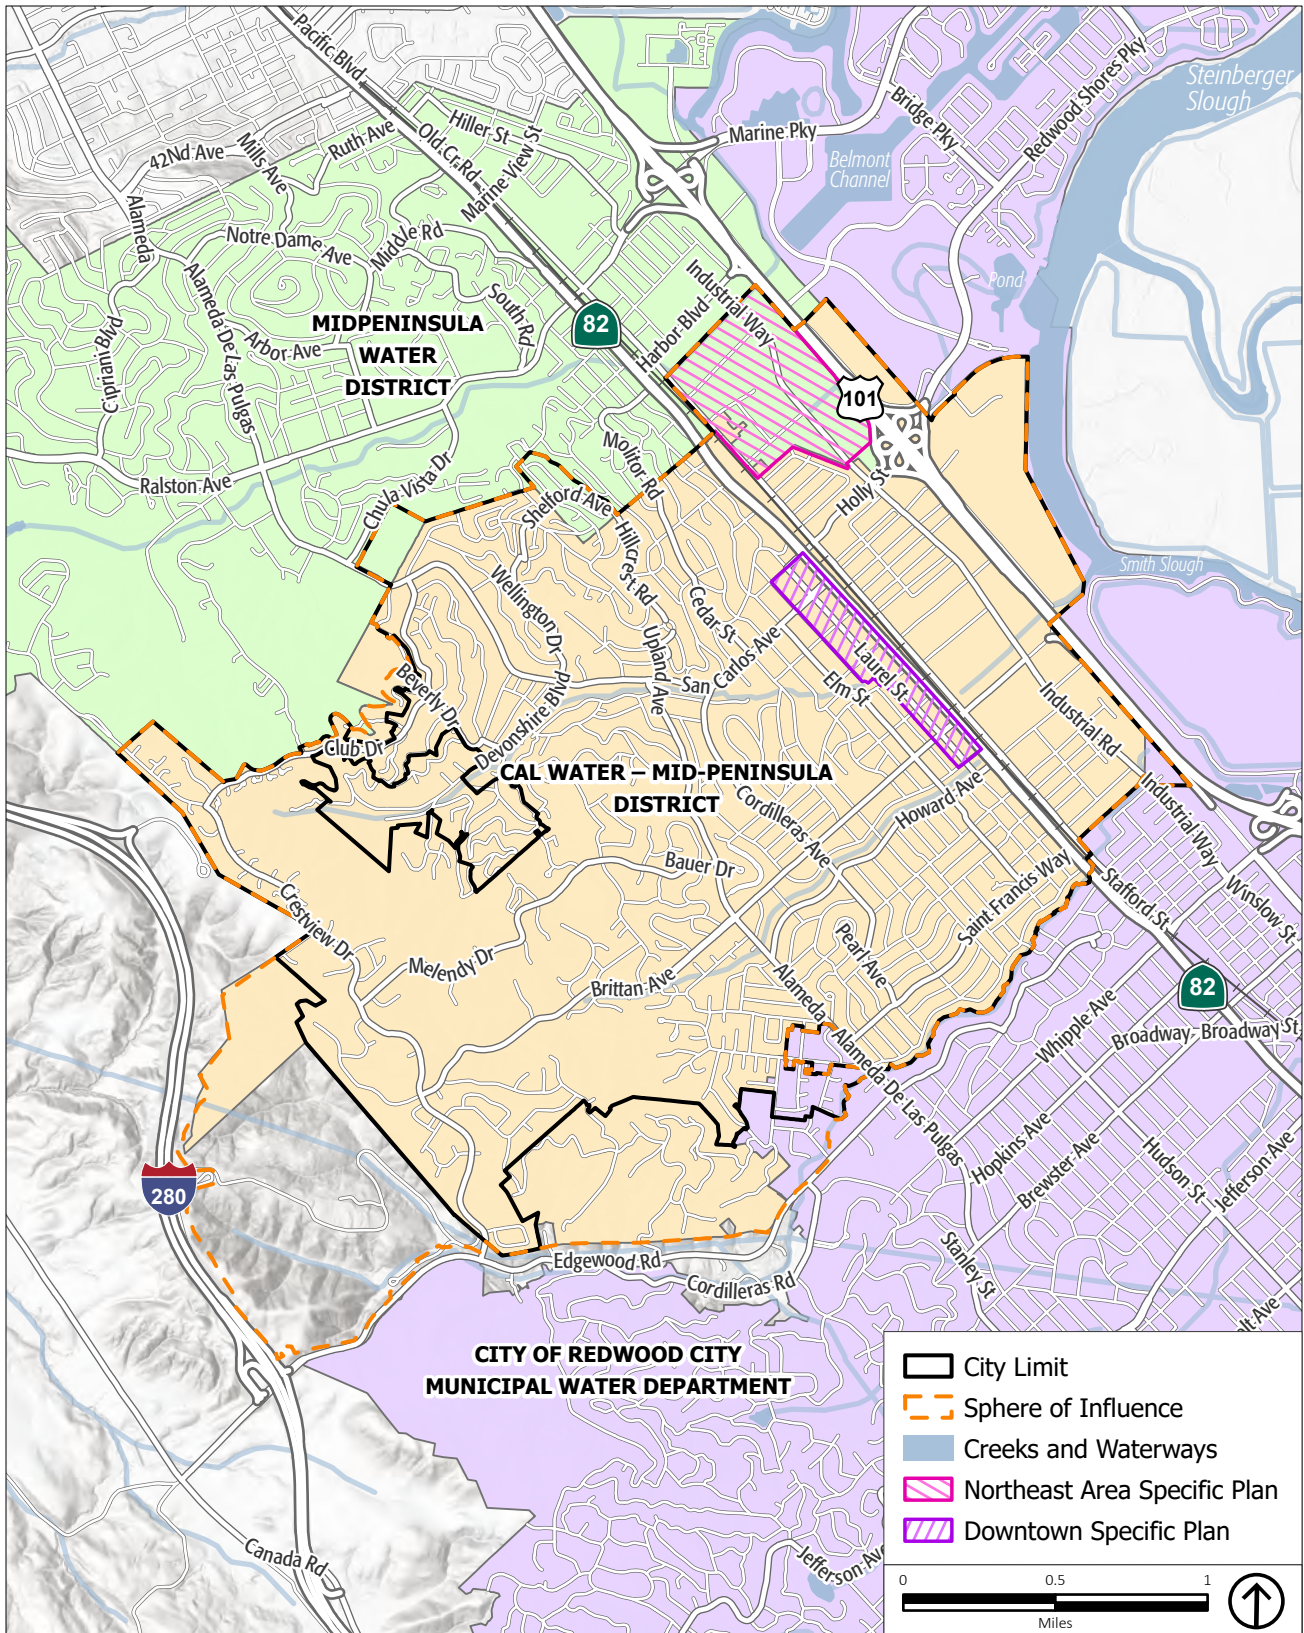 Pacific Blvd
Steinberger
Slough
Redwood Shores Pky
Bridge Pky
Hiller St
Ruth Ave
Old Cr. Rd
Marine View St
Marine Pky
42Nd Ave
Mills Ave
Belmont
Channel
Alameda
Notre Dame Ave
Middle Rd
Pond
Industrial Way
Alameda De Las Pulgas
South Rd
MIDPENINSULA
WATER
DISTRICT
82
Harbor Blvd
Cipriani Blvd
Arbor Ave
101
Molitor Rd
Ralston Ave
Chula Vista Dr
Holly St
Shelford Ave
Hillcrest Rd
Smith Slough
Wellington Dr
Cedar St
Upland Ave
San Carlos Ave
Laurel St
Elm St
Beverly Dr
Devonshire Blvd
Industrial Rd
Club Dr
CAL WATER – MID-PENINSULA
DISTRICT
Cordilleras Ave
Howard Ave
Industrial Way
Bauer Dr
Stafford St
Winslow St
Crestview Dr
Saint Francis Way
Pearl Ave
Melendy Dr
Brittan Ave
Alameda
82
Whipple Ave
Broadway
Broadway St
Alameda De Las Pulgas
Hopkins Ave
Brewster Ave
Hudson St
Jefferson Ave
280
Stanley St
Edgewood Rd
Cordilleras Rd
olt Ave
CITY OF REDWOOD CITY
MUNICIPAL WATER DEPARTMENT
City Limit
Sphere of Influence
Creeks and Waterways
Northeast Area Specific Plan
Downtown Specific Plan
Canada Rd
Jefferson Ave
0 0.5 1
Miles